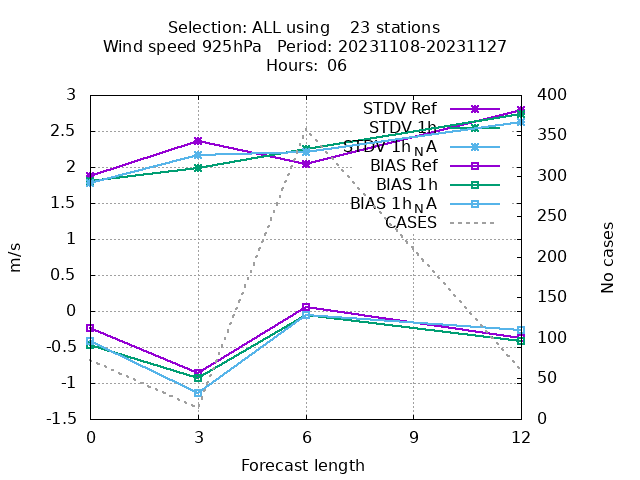 Selection: ALL using    23 stations
Wind speed 925hPa   Period: 20231108-20231127
Hours: 06
3
2.5
2
1.5
1
0.5
0
-0.5
-1
-1.5
m/s
STDV Ref
STDV 1h
STDV 1h_NA
BIAS Ref
BIAS 1h
BIAS 1h_NA
CASES
400
350
300
250
200
150
100
50
0
No cases
0 3 6 9 12
Forecast length